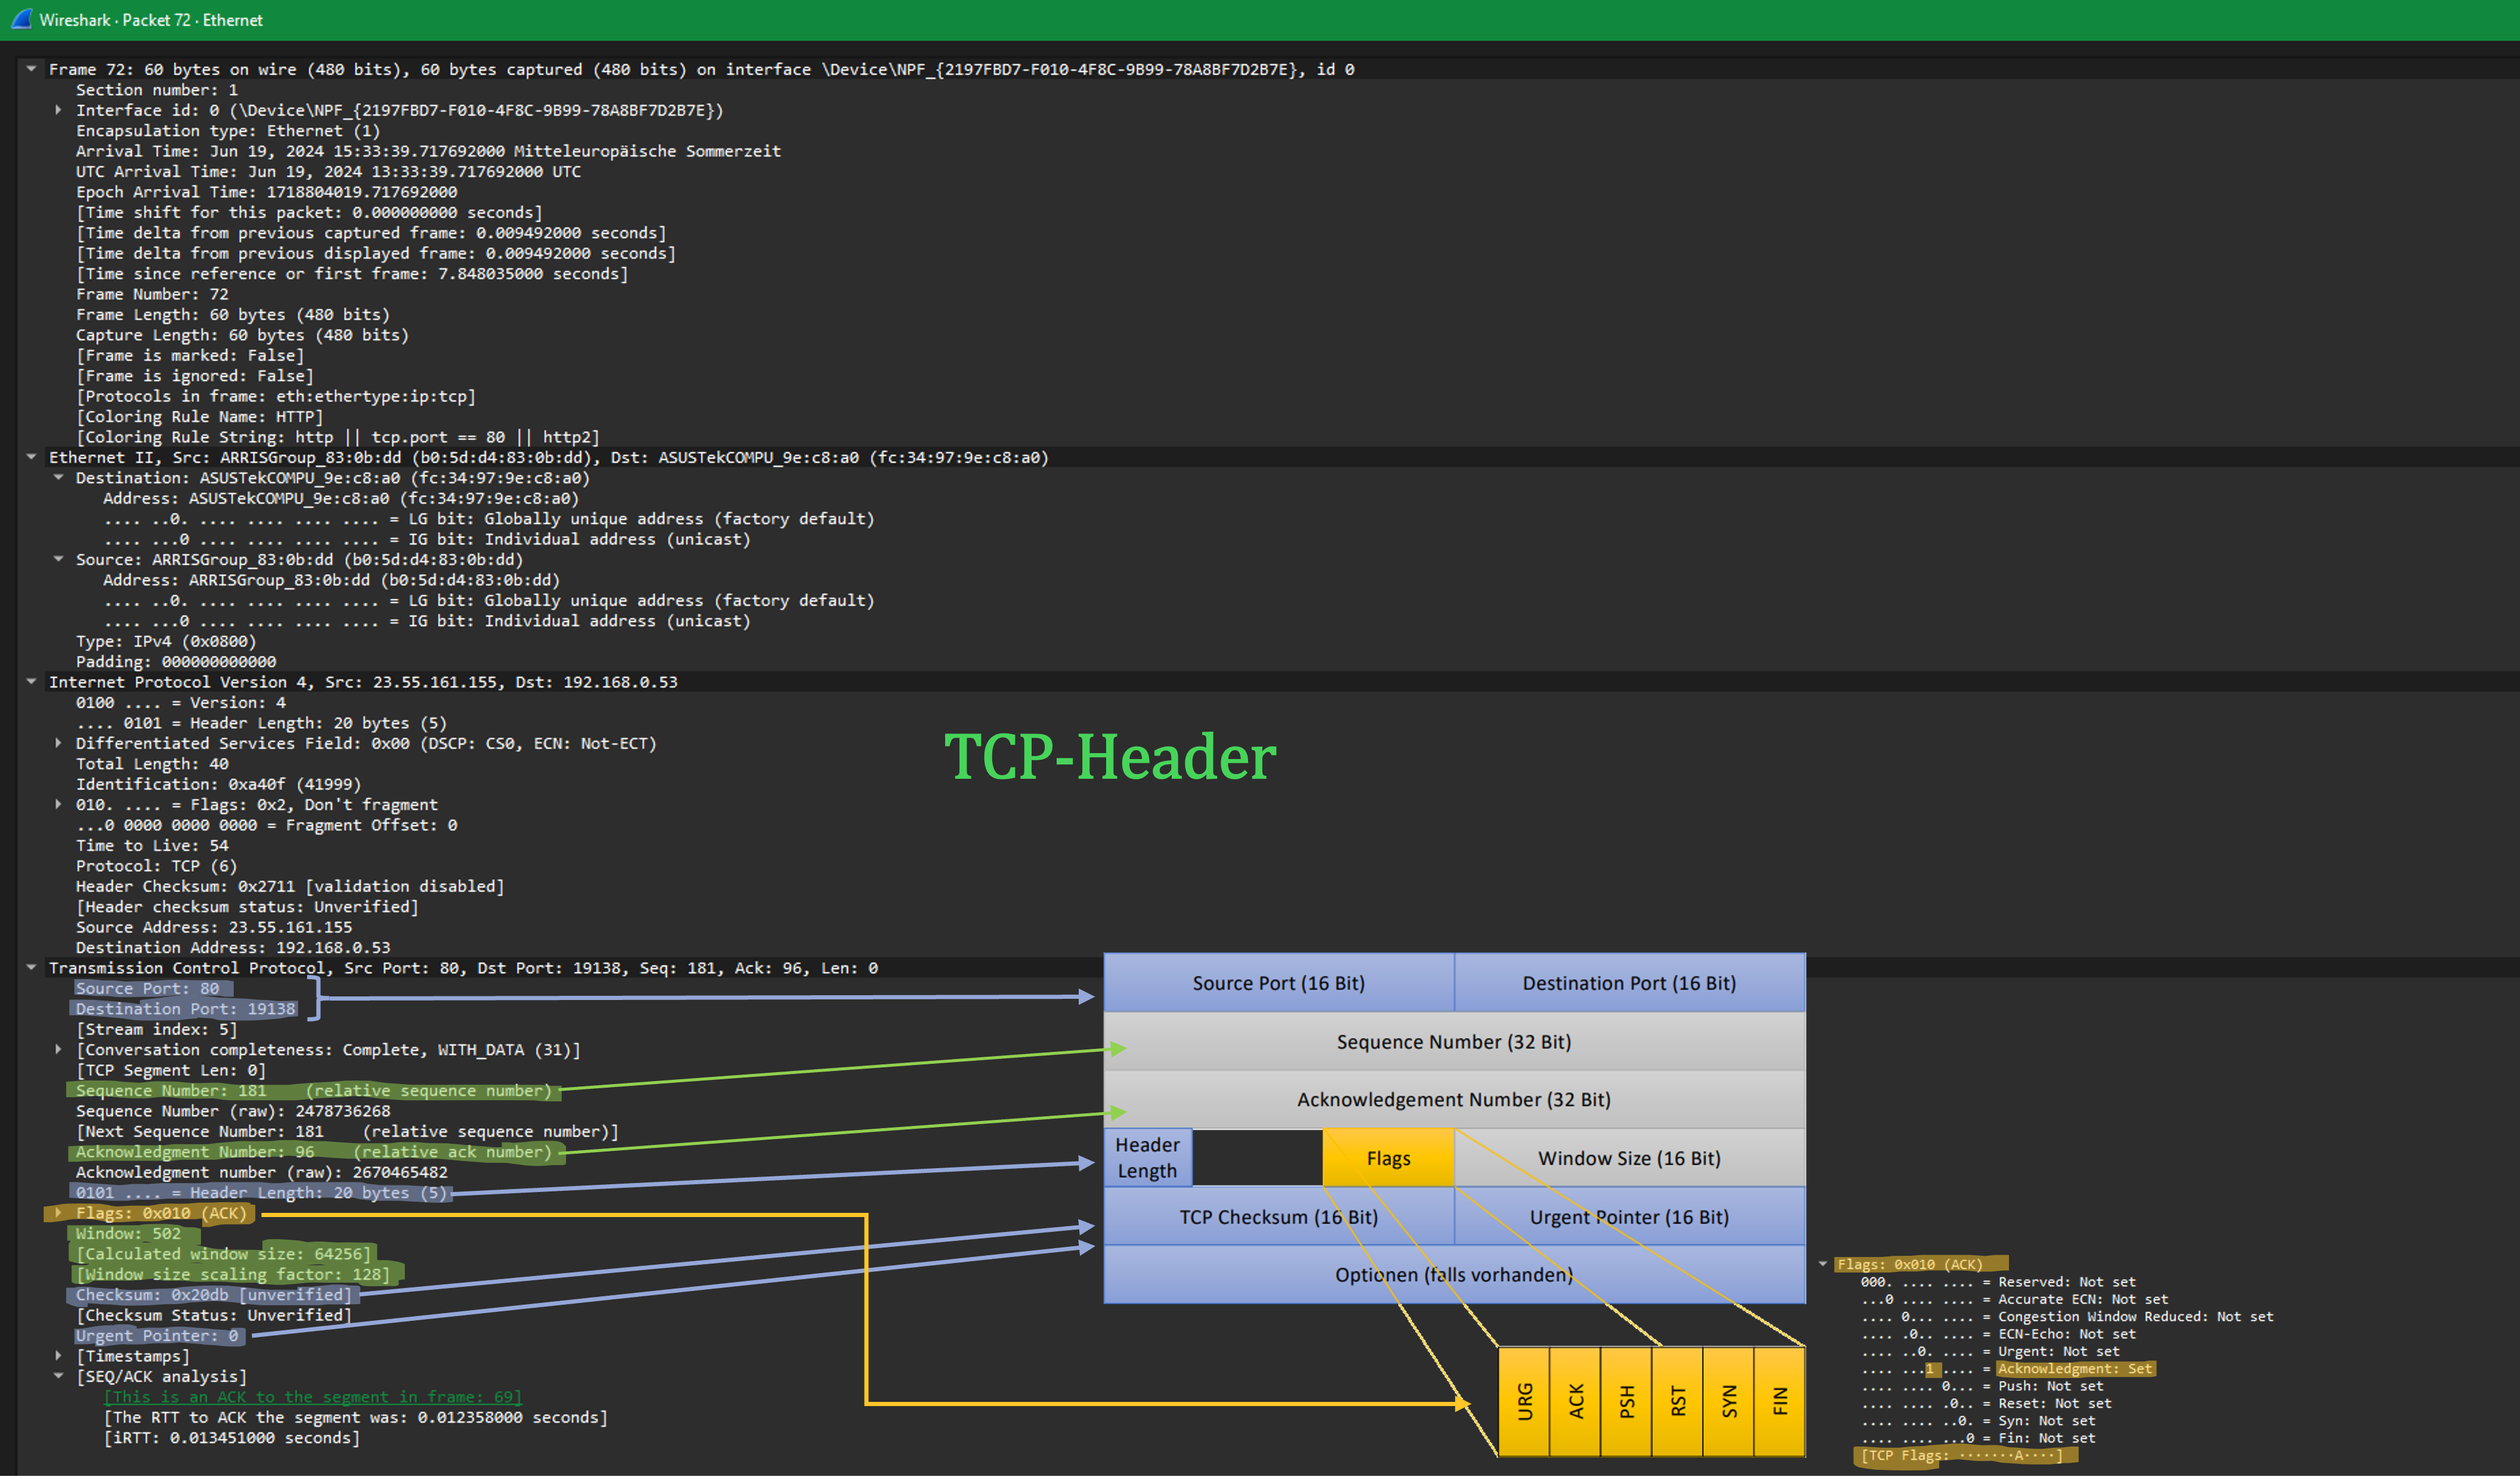 Wireshark · Packet 72 · Ethernet
Frame 72: 60 bytes on wire (480 bits), 60 bytes captured (480 bits) on interface \Device\NPF_{2197FBD7-F010-4F8C-9B99-78A8BF7D2B7E}, id 0
Section number: 1
Interface id: 0 (\Device\NPF_{2197FBD7-F010-4F8C-9B99-78A8BF7D2B7E})
Encapsulation type: Ethernet (1)
Arrival Time: Jun 19, 2024 15:33:39.717692000 Mitteleuropäische Sommerzeit
UTC Arrival Time: Jun 19, 2024 13:33:39.717692000 UTC
Epoch Arrival Time: 1718804019.717692000
[Time shift for this packet: 0.000000000 seconds]
[Time delta from previous captured frame: 0.009492000 seconds]
[Time delta from previous displayed frame: 0.009492000 seconds]
[Time since reference or first frame: 7.848035000 seconds]
Frame Number: 72
Frame Length: 60 bytes (480 bits)
Capture Length: 60 bytes (480 bits)
[Frame is marked: False]
[Frame is ignored: False]
[Protocols in frame: eth:ethertype:ip:tcp]
[Coloring Rule Name: HTTP]
[Coloring Rule String: http || tcp.port == 80 || http2]
Ethernet II, Src: ARRISGroup_83:0b:dd (b0:5d:d4:83:0b:dd), Dst: ASUSTekCOMPU_9e:c8:a0 (fc:34:97:9e:c8:a0)
Destination: ASUSTekCOMPU_9e:c8:a0 (fc:34:97:9e:c8:a0)
Address: ASUSTekCOMPU_9e:c8:a0 (fc:34:97:9e:c8:a0)
.... ..0. .... .... .... .... = LG bit: Globally unique address (factory default)
.... ...0 .... .... .... .... = IG bit: Individual address (unicast)
Source: ARRISGroup_83:0b:dd (b0:5d:d4:83:0b:dd)
Address: ARRISGroup_83:0b:dd (b0:5d:d4:83:0b:dd)
.... ..0. .... .... .... .... = LG bit: Globally unique address (factory default)
.... ...0 .... .... .... .... = IG bit: Individual address (unicast)
Type: IPv4 (0x0800)
Padding: 000000000000
Internet Protocol Version 4, Src: 23.55.161.155, Dst: 192.168.0.53
0100 .... = Version: 4
.... 0101 = Header Length: 20 bytes (5)
Differentiated Services Field: 0x00 (DSCP: CS0, ECN: Not-ECT)
Total Length: 40
Identification: 0xa40f (41999)
010. .... = Flags: 0x2, Don't fragment
...0 0000 0000 0000 = Fragment Offset: 0
Time to Live: 54
Protocol: TCP (6)
Header Checksum: 0x2711 [validation disabled]
[Header checksum status: Unverified]
Source Address: 23.55.161.155
Destination Address: 192.168.0.53
Transmission Control Protocol, Src Port: 80, Dst Port: 19138, Seq: 181, Ack: 96, Len: 0
Source Port: 80
Destination Port: 19138
[Stream index: 5]
[Conversation completeness: Complete, WITH_DATA (31)]
[TCP Segment Len: 0]
Sequence Number: 181    (relative sequence number)
Sequence Number (raw): 2478736268
[Next Sequence Number: 181    (relative sequence number)]
Acknowledgment Number: 96    (relative ack number)
Acknowledgment number (raw): 2670465482
0101 .... = Header Length: 20 bytes (5)
Flags: 0x010 (ACK)
Window: 502
[Calculated window size: 64256]
[Window size scaling factor: 128]
Checksum: 0x20db [unverified]
[Checksum Status: Unverified]
Urgent Pointer: 0
[Timestamps]
[SEQ/ACK analysis]
[This is an ACK to the segment in frame: 69]
[The RTT to ACK the segment was: 0.012358000 seconds]
[iRTT: 0.013451000 seconds]
TCP-Header
Source Port (16 Bit)
Destination Port (16 Bit)
Sequence Number (32 Bit)
Acknowledgement Number (32 Bit)
Header
Length
Flags
Window Size (16 Bit)
TCP Checksum (16 Bit)
Urgent Pointer (16 Bit)
Optionen (falls vorhanden)
URG
ACK
PSH
RST
SYN
FIN
Flags: 0x010 (ACK)
000. .... .... = Reserved: Not set
...0 .... .... = Accurate ECN: Not set
.... 0... .... = Congestion Window Reduced: Not set
.... .0.. .... = ECN-Echo: Not set
.... ..0. .... = Urgent: Not set
.... ...1 .... = Acknowledgment: Set
.... .... 0... = Push: Not set
.... .... .0.. = Reset: Not set
.... .... ..0. = Syn: Not set
.... .... ...0 = Fin: Not set
[TCP Flags: ·······A····]